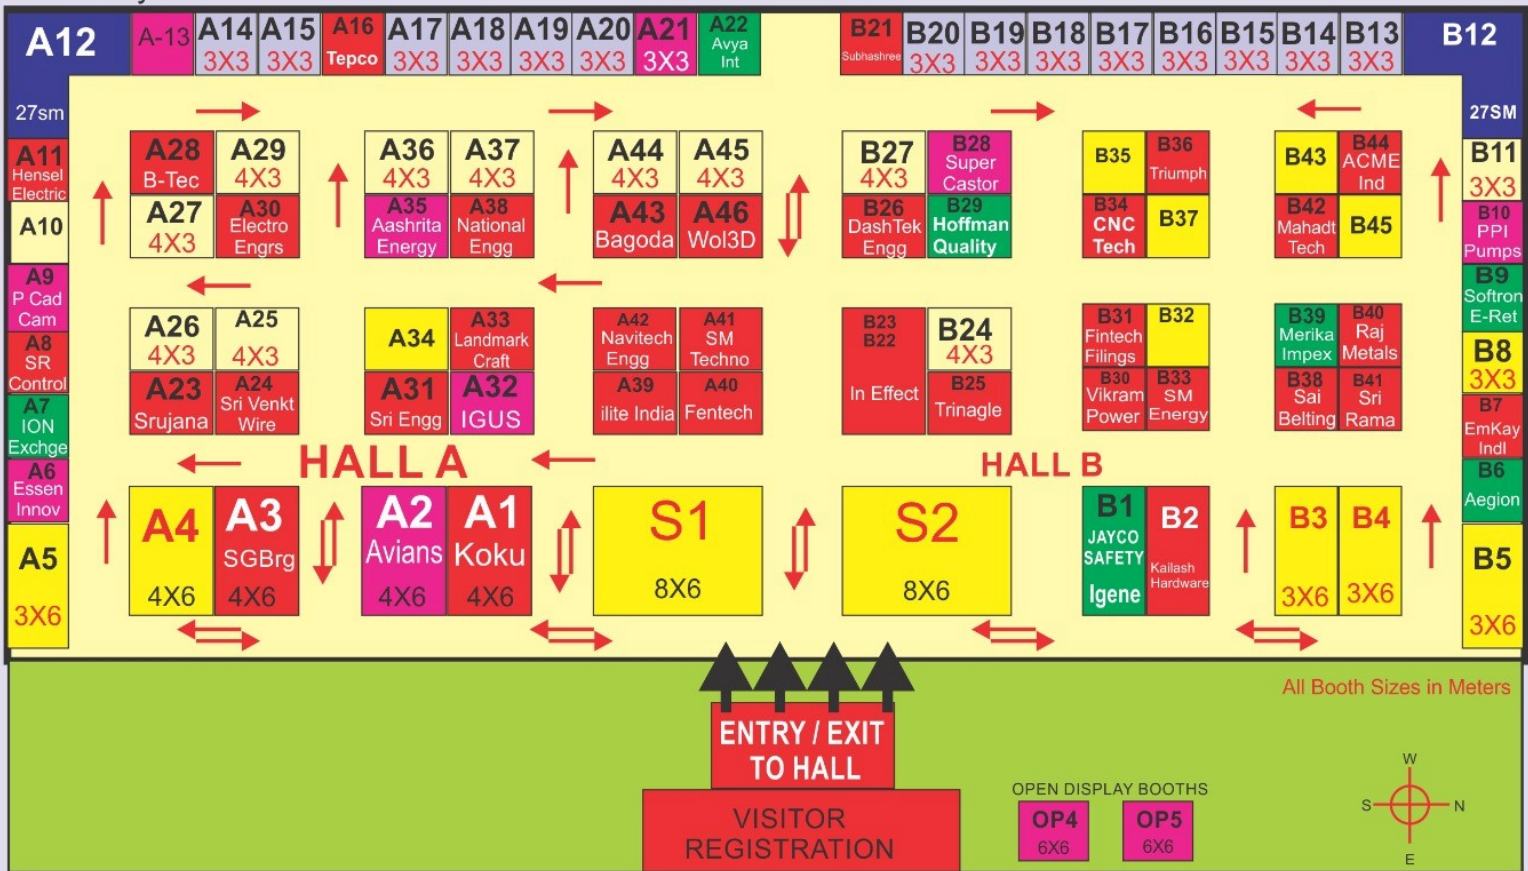 A12
27sm
A-13
A14
3X3
A15
3X3
A16
Tepco
A17
3X3
A18
3X3
A19
3X3
A20
3X3
A21
3X3
A22
Avya
Int
B21
Subhashree
B20
3X3
B19
3X3
B18
3X3
B17
3X3
B16
3X3
B15
3X3
B14
3X3
B13
3X3
B12
27SM
A11
Hensel
Electric
A10
A9
P Cad
Cam
A8
SR
Control
A7
ION
Exchge
A6
Essen
Innov
A5
3X6
A28
B-Tec
A29
4X3
A27
4X3
A30
Electro
Engrs
A36
4X3
A37
4X3
A35
Aashrita
Energy
A38
National
Engg
A44
4X3
A45
4X3
A43
Bagoda
A46
Wol3D
B27
4X3
B28
Super
Castor
B26
DashTek
Engg
B29
Hoffman
Quality
B35
B36
Triumph
B34
CNC
Tech
B37
B43
B44
ACME
Ind
B42
Mahadt
Tech
B45
B11
3X3
B10
PPI
Pumps
B9
Softron
E-Ret
B8
3X3
B7
EmKay
Indl
B6
Aegion
B5
3X6
A26
4X3
A25
4X3
A23
Srujana
A24
Sri Venkt
Wire
A34
A33
Landmark
Craft
A31
Sri Engg
A32
IGUS
A42
Navitech
Engg
A41
SM
Techno
A39
ilite India
A40
Fentech
B23
B22
In Effect
B24
4X3
B25
Trinagle
B31
Fintech
Filings
B32
B30
Vikram
Power
B33
SM
Energy
B39
Merika
Impex
B40
Raj
Metals
B38
Sai
Belting
B41
Sri
Rama
HALL A
HALL B
A4
4X6
A3
SGBrg
4X6
A2
Avians
4X6
A1
Koku
4X6
S1
8X6
S2
8X6
B1
JAYCO
SAFETY
Igene
B2
Kailash
Hardware
B3
3X6
B4
3X6
All Booth Sizes in Meters
ENTRY / EXIT
TO HALL
VISITOR
REGISTRATION
OPEN DISPLAY BOOTHS
OP4
6X6
OP5
6X6
W
S
N
E